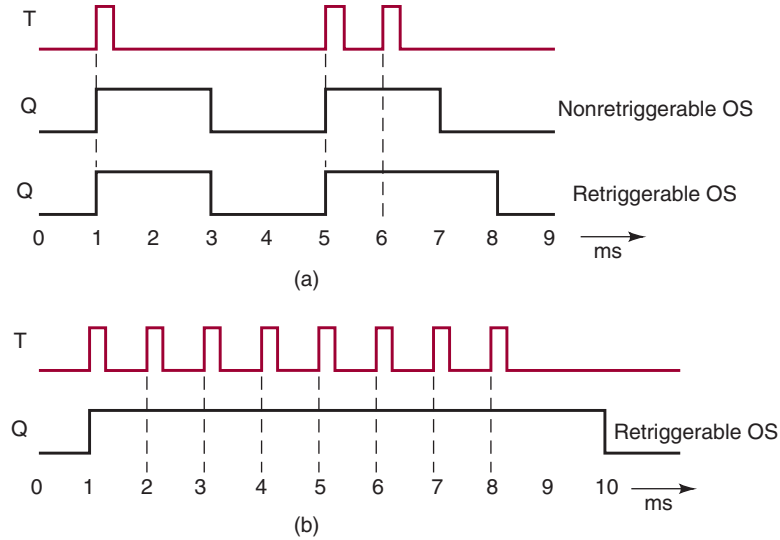 T
Q
Nonretriggerable OS
Q
Retriggerable OS
0 1 2 3 4 5 6 7 8 9
ms
(a)
T
Q
Retriggerable OS
0 1 2 3 4 5 6 7 8 9 10
ms
(b)